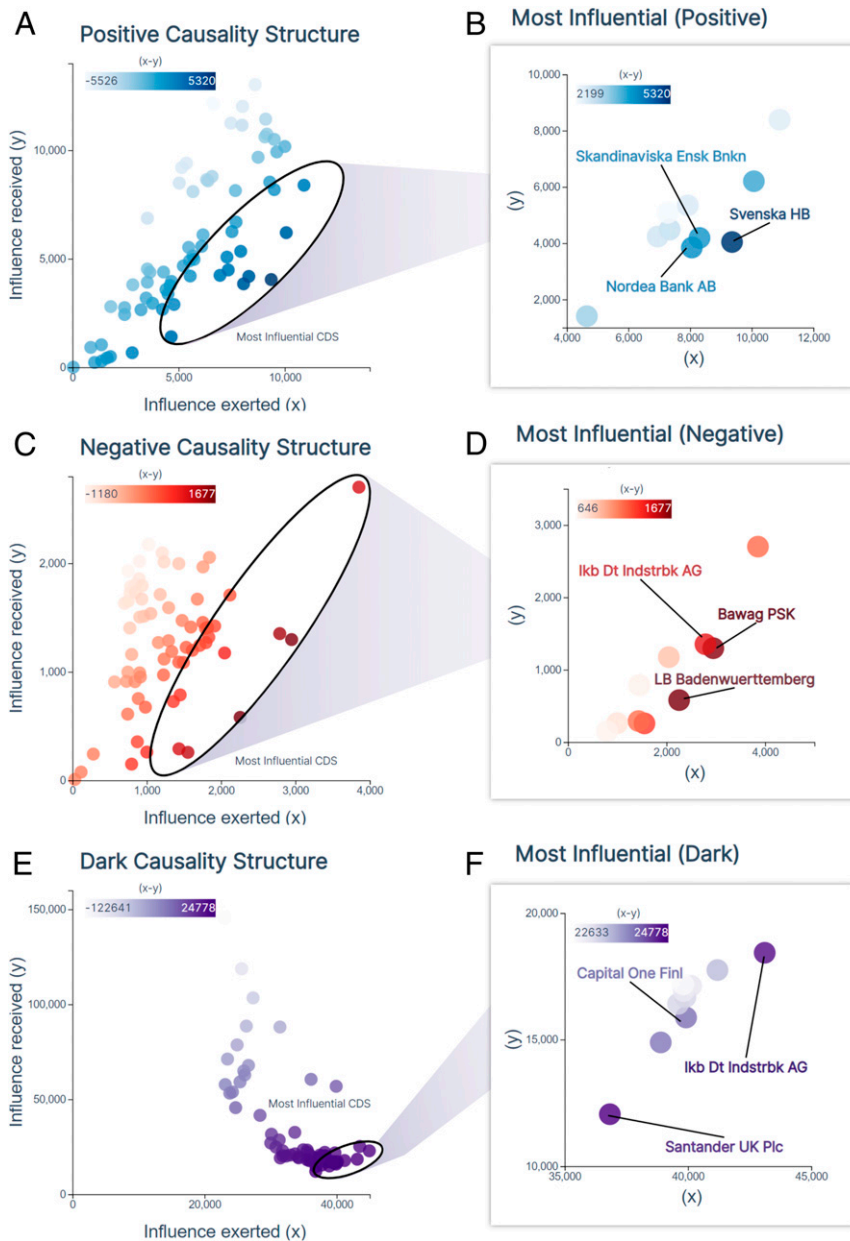 A
Positive Causality Structure
(x-y)
-5526 5320
Influence received (y)
10,000
5,000
0
0 5,000 10,000
Most Influential CDS
Influence exerted (x)
B
Most Influential (Positive)
10,000
(x-y)
2199 5320
8,000
Skandinaviska Ensk Bnkn
6,000
(y)
Svenska HB
4,000
Nordea Bank AB
2,000
4,000 6,000 8,000 10,000 12,000
(x)
C
Negative Causality Structure
(x-y)
-1180 1677
Influence received (y)
2,000
1,000
0
Most Influential CDS
0 1,000 2,000 3,000 4,000
Influence exerted (x)
D
Most Influential (Negative)
(x-y)
646 1677
3,000
Ikb Dt Indstrbk AG
2,000
(y)
Bawag PSK
1,000
LB Badenwuerttemberg
0
0 2,000 4,000
(x)
E
Dark Causality Structure
(x-y)
150,000
-122641 24778
Influence received (y)
100,000
50,000
Most Influential CDS
0
0 20,000 40,000
Influence exerted (x)
F
Most Influential (Dark)
20,000
(x-y)
22633 24778
Capital One Finl
15,000
(y)
Ikb Dt Indstrbk AG
Santander UK Plc
10,000
35,000 40,000 45,000
(x)